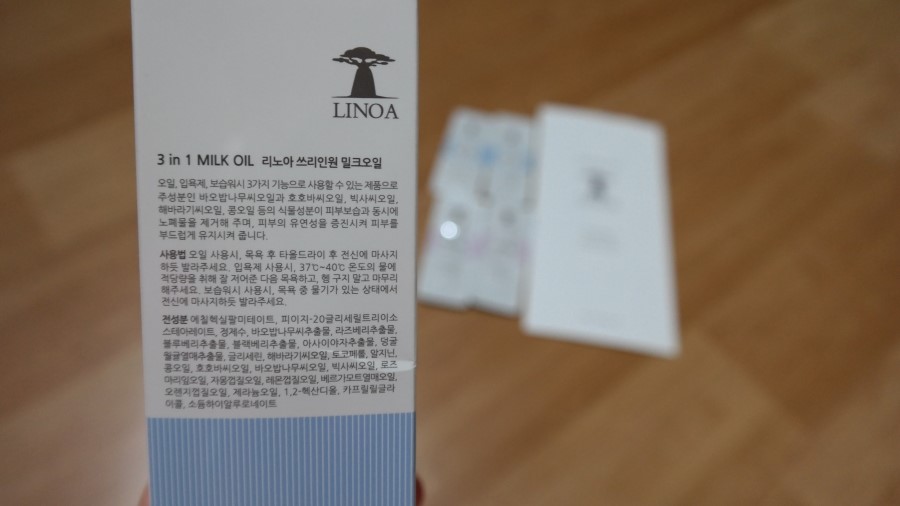 LINOA
3 in 1 MILK OIL 리노아 쓰리인원 밀크오일
오일, 입욕제, 보습워시 3가지 기능으로 사용할 수 있는 제품으로
주성분인 바오밥나무씨오일과 호호바씨오일, 빅사씨오일,
해바라기씨오일, 콩오일 등의 식물성분이 피부보습과 동시에
노폐물을 제거해 주며, 피부의 유연성을 증진시켜 피부를
부드럽게 유지시켜 줍니다.
사용법 오일 사용시, 목욕 후 타올드라이 후 전신에 마사지
하듯 발라주세요. 입욕제 사용시, 37℃~40℃ 온도의 물에
적당량을 취해 잘 저어준 다음 목욕하고, 헹구지 말고 마무리
해주세요. 보습워시 사용시, 목욕 중 물기가 있는 상태에서
전신에 마사지하듯 발라주세요.
전성분 에칠헥실팔미테이트, 피이지-20글리세릴트리이소
스테아레이트, 정제수, 바오밥나무씨추출물, 라즈베리추출물,
블루베리추출물, 블랙베리추출물, 아사이야자추출물, 덩굴
월귤열매추출물, 글리세린, 해바라기씨오일, 토코페롤, 알지닌,
콩오일, 호호바씨오일, 바오밥나무씨오일, 빅사씨오일, 로즈
마리잎오일, 자몽껍질오일, 레몬껍질오일, 베르가모트열매오일,
오렌지껍질오일, 제라늄오일, 1,2-헥산디올, 카프릴릴글라
이콜, 소듐하이알루로네이트